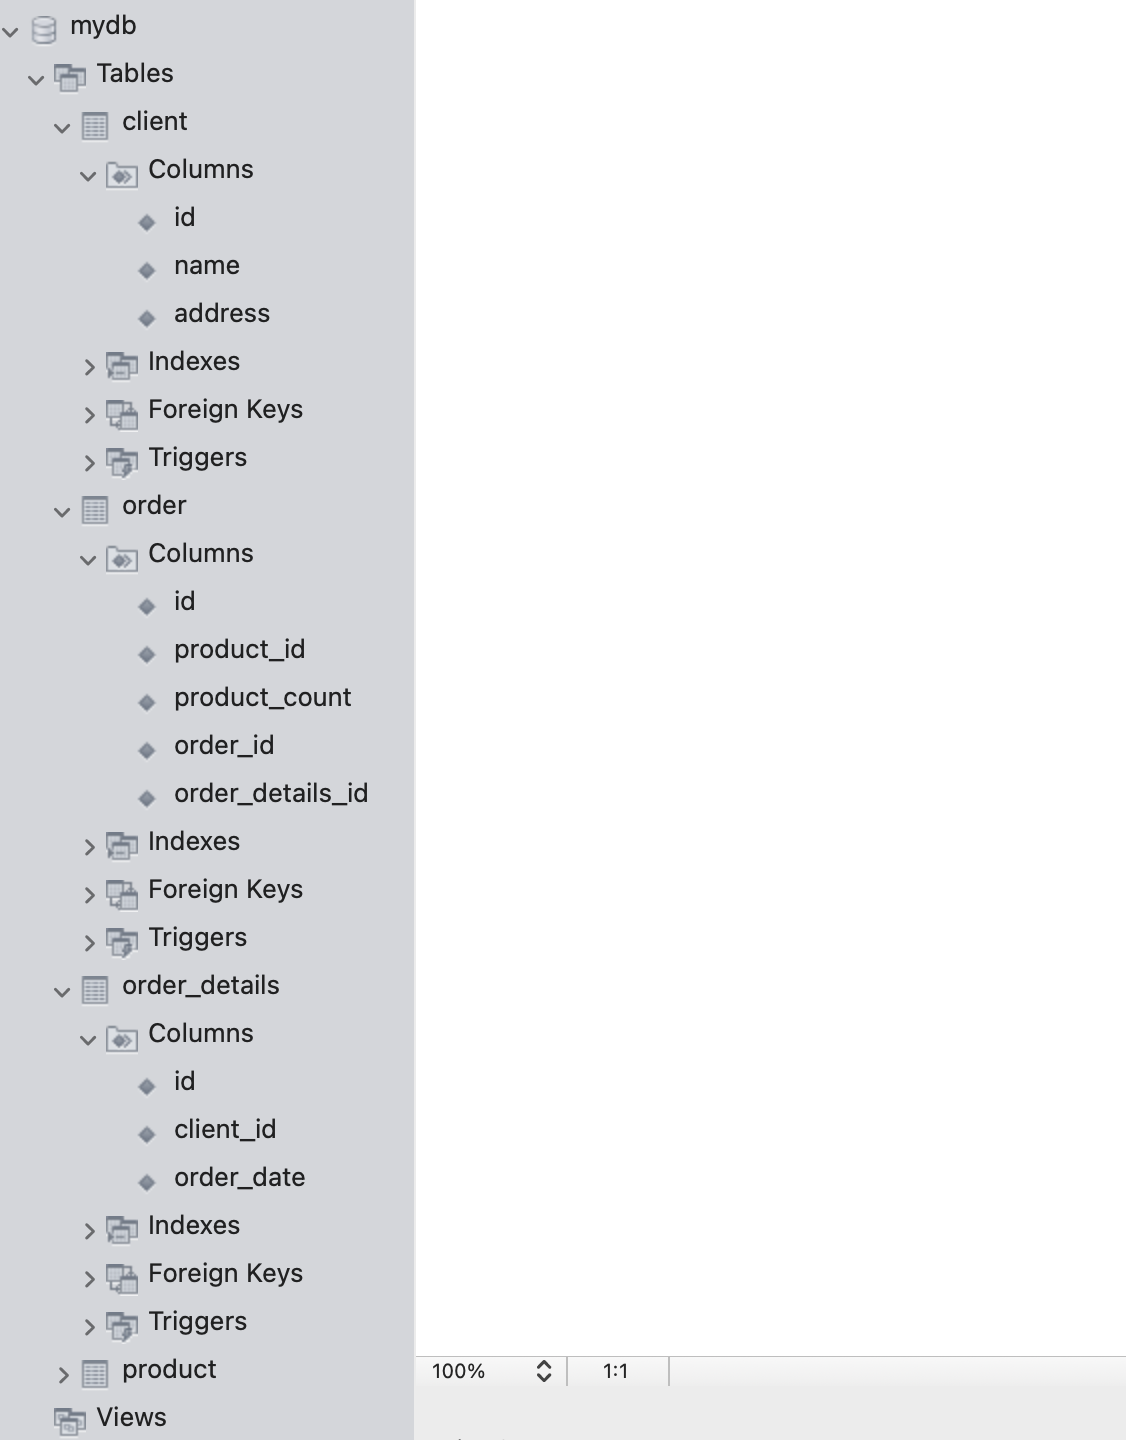 mydb
Tables
client
Columns
id
name
address
Indexes
Foreign Keys
Triggers
order
Columns
id
product_id
product_count
order_id
order_details_id
Indexes
Foreign Keys
Triggers
order_details
Columns
id
client_id
order_date
Indexes
Foreign Keys
Triggers
product
Views
100%
1:1